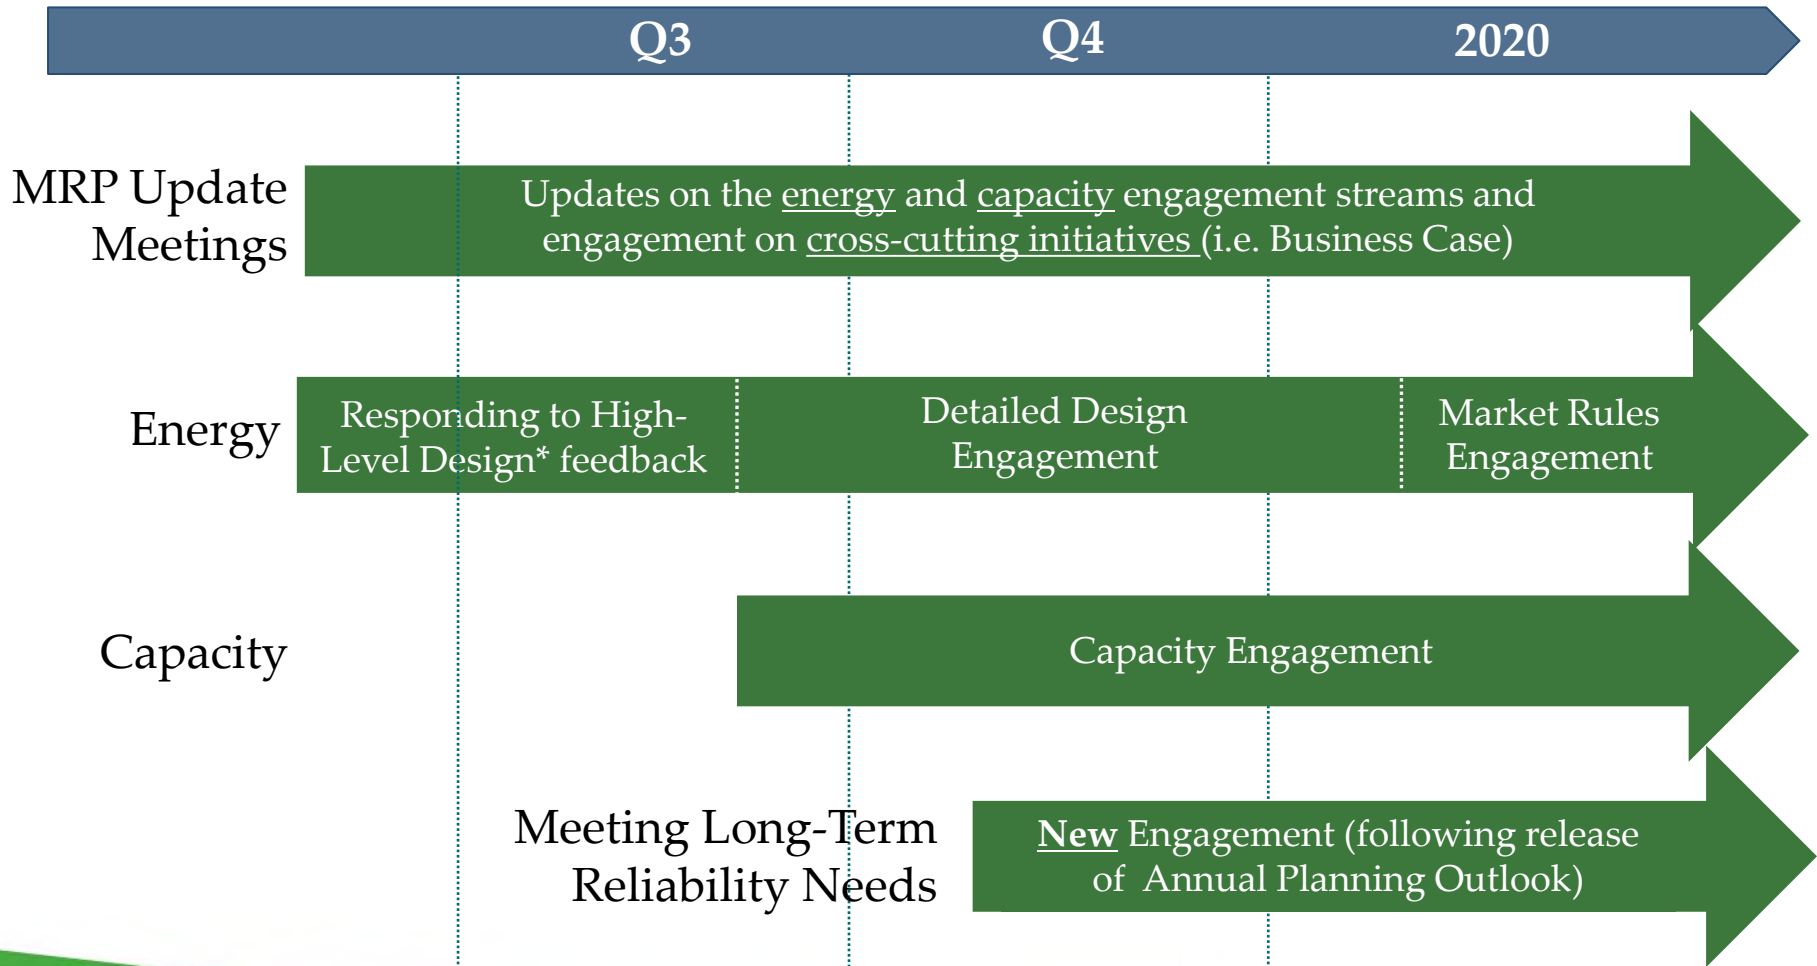 Q3
Q4
2020
MRP Update
Meetings
Updates on the energy and capacity engagement streams and
engagement on cross-cutting initiatives (i.e. Business Case)
Energy
Responding to High-
Level Design* feedback
Detailed Design
Engagement
Market Rules
Engagement
Capacity
Capacity Engagement
Meeting Long-Term
Reliability Needs
New Engagement (following release
of Annual Planning Outlook)